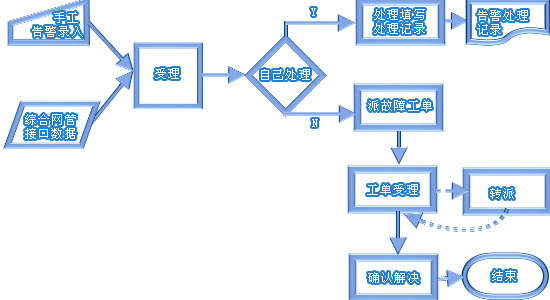 手工
告警录入
综合网管
接口数据
受理
自己处理
Y
处理填写
处理记录
告警处理
记录
N
派故障工单
工单受理
转派
确认解决
结束